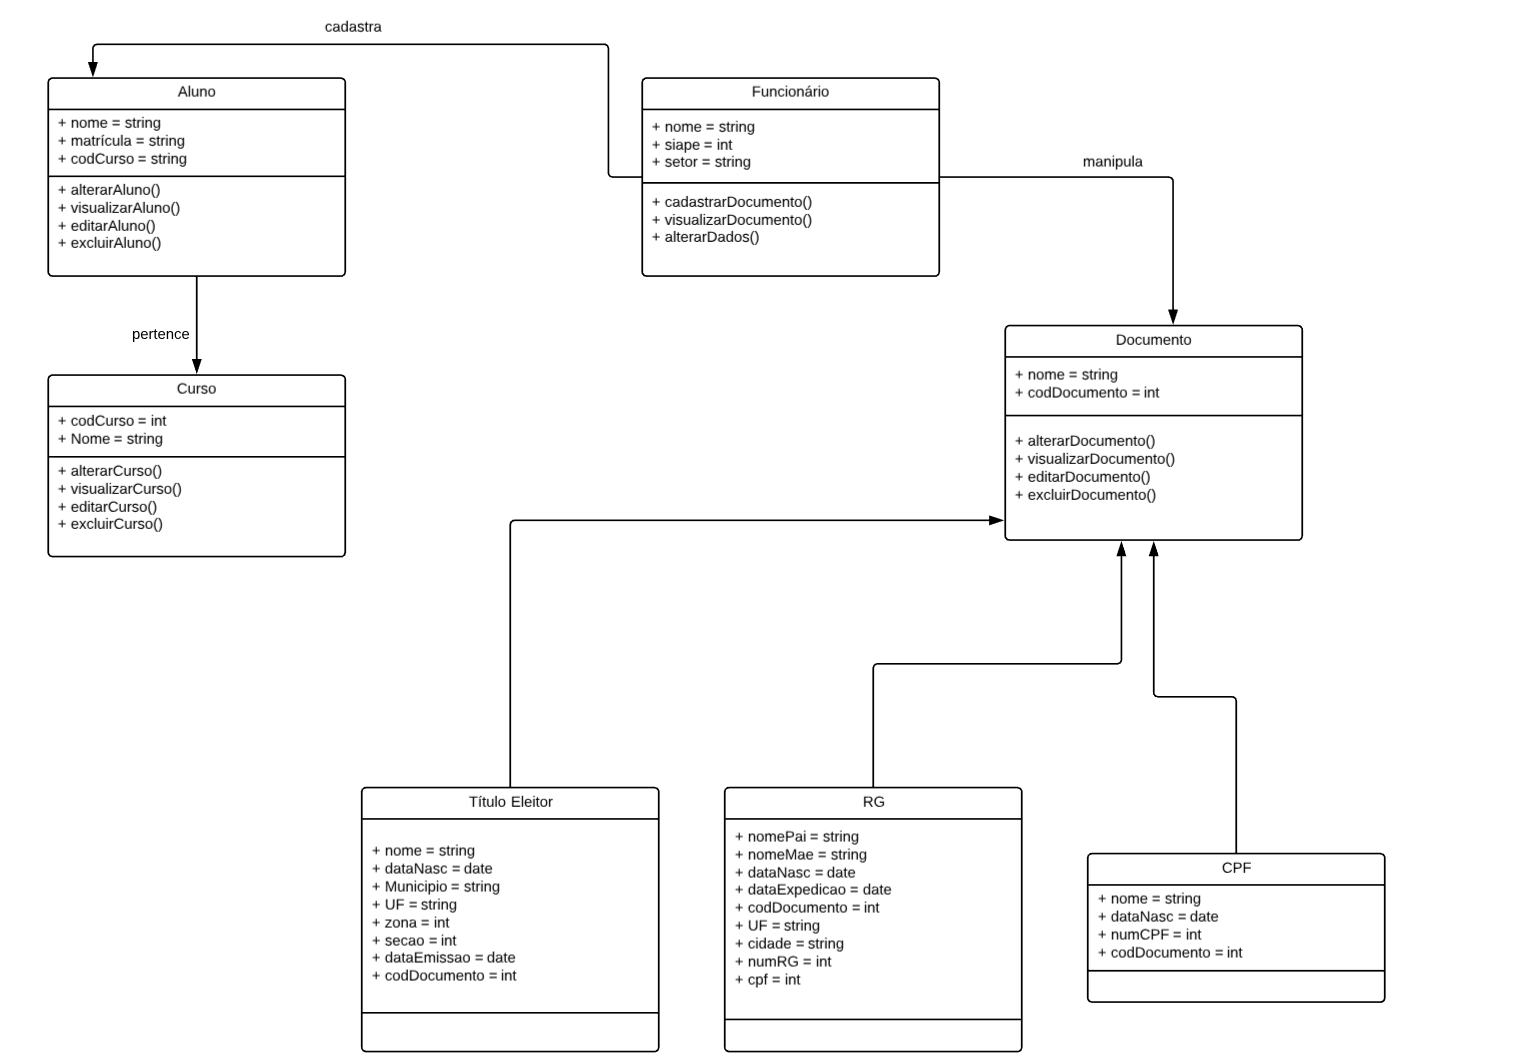 cadastra
Aluno
+ nome = string
+ matrícula = string
+ codCurso = string
+ alterarAluno()
+ visualizarAluno()
+ editarAluno()
+ excluirAluno()
Funcionário
+ nome = string
+ siape = int
+ setor = string
+ cadastrarDocumento()
+ visualizarDocumento()
+ alterarDados()
manipula
pertence
Curso
+ codCurso = int
+ Nome = string
+ alterarCurso()
+ visualizarCurso()
+ editarCurso()
+ excluirCurso()
Documento
+ nome = string
+ codDocumento = int
+ alterarDocumento()
+ visualizarDocumento()
+ editarDocumento()
+ excluirDocumento()
Título Eleitor
+ nome = string
+ dataNasc = date
+ Municipio = string
+ UF = string
+ zona = int
+ secao = int
+ dataEmissao = date
+ codDocumento = int
RG
+ nomePai = string
+ nomeMae = string
+ dataNasc = date
+ dataExpedicao = date
+ codDocumento = int
+ UF = string
+ cidade = string
+ numRG = int
+ cpf = int
CPF
+ nome = string
+ dataNasc = date
+ numCPF = int
+ codDocumento = int